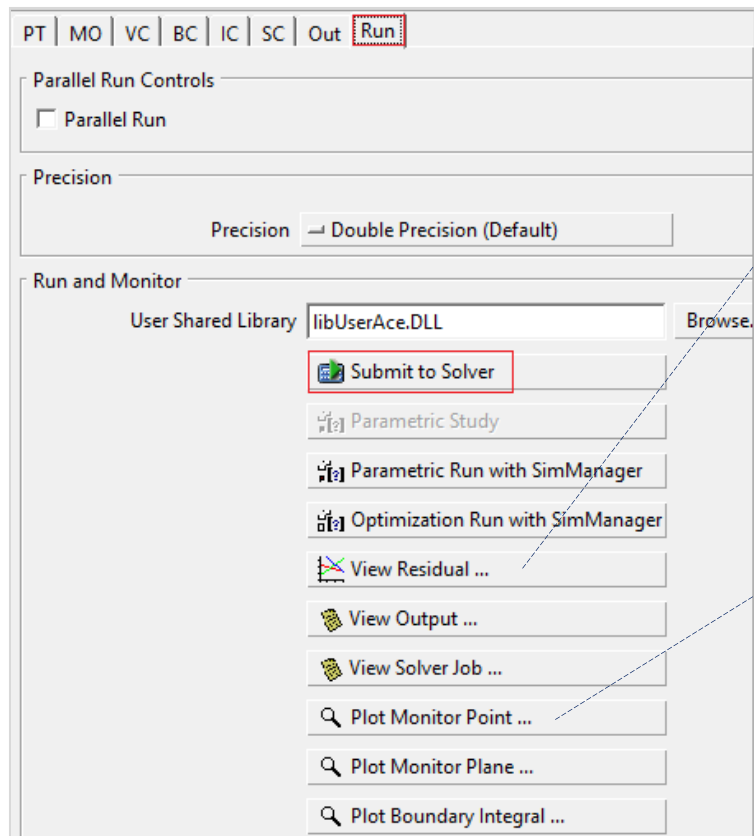 PT MO VC BC IC SC Out Run
Parallel Run Controls
Parallel Run
Precision
Precision Double Precision (Default)
Run and Monitor
User Shared Library libUserAce.DLL Browse.
Submit to Solver
Parametric Study
Parametric Run with SimManager
Optimization Run with SimManager
View Residual ...
View Output ...
View Solver Job ...
Plot Monitor Point ...
Plot Monitor Plane ...
Plot Boundary Integral ...